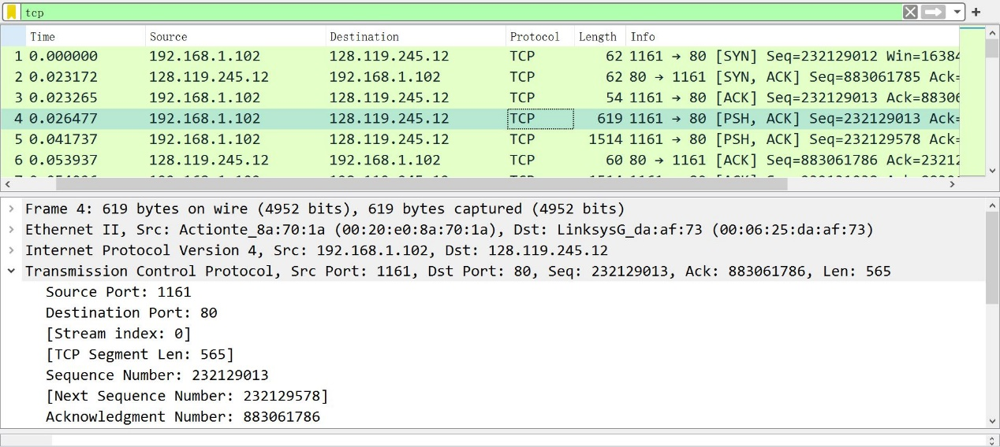 tcp
Time Source Destination Protocol Length Info
1 0.000000 192.168.1.102 128.119.245.12 TCP 62 1161 → 80 [SYN] Seq=232129012 Win=16384
2 0.023172 128.119.245.12 192.168.1.102 TCP 62 80 → 1161 [SYN, ACK] Seq=883061785 Ack=
3 0.023265 192.168.1.102 128.119.245.12 TCP 54 1161 → 80 [ACK] Seq=232129013 Ack=88306
4 0.026477 192.168.1.102 128.119.245.12 TCP 619 1161 → 80 [PSH, ACK] Seq=232129013 Ack=
5 0.041737 192.168.1.102 128.119.245.12 TCP 1514 1161 → 80 [PSH, ACK] Seq=232129578 Ack=
6 0.053937 128.119.245.12 192.168.1.102 TCP 60 80 → 1161 [ACK] Seq=883061786 Ack=23212
Frame 4: 619 bytes on wire (4952 bits), 619 bytes captured (4952 bits)
Ethernet II, Src: Actionte_8a:70:1a (00:20:e0:8a:70:1a), Dst: LinksysG_da:af:73 (00:06:25:da:af:73)
Internet Protocol Version 4, Src: 192.168.1.102, Dst: 128.119.245.12
Transmission Control Protocol, Src Port: 1161, Dst Port: 80, Seq: 232129013, Ack: 883061786, Len: 565
Source Port: 1161
Destination Port: 80
[Stream index: 0]
[TCP Segment Len: 565]
Sequence Number: 232129013
[Next Sequence Number: 232129578]
Acknowledgment Number: 883061786